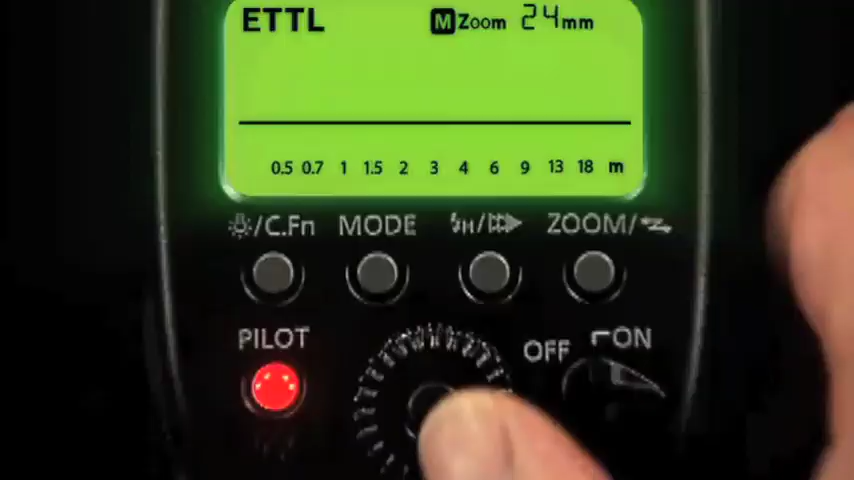 ETTL M Zoom 24mm
0.5 0.7 1 1.5 2 3 4 6 9 13 18 m
/C.Fn MODE H/ ZOOM/
PILOT OFF ON